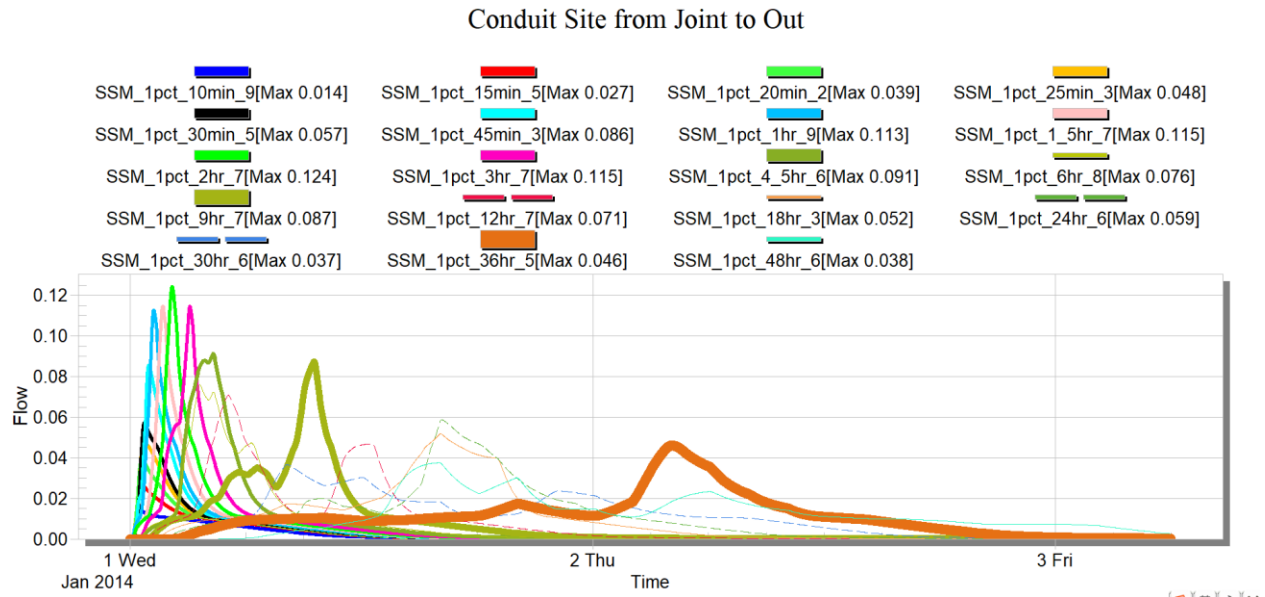 Conduit Site from Joint to Out
SSM_1pct_10min_9[Max 0.014] SSM_1pct_15min_5[Max 0.027] SSM_1pct_20min_2[Max 0.039] SSM_1pct_25min_3[Max 0.048]
SSM_1pct_30min_5[Max 0.057] SSM_1pct_45min_3[Max 0.086] SSM_1pct_1hr_9[Max 0.113] SSM_1pct_1_5hr_7[Max 0.115]
SSM_1pct_2hr_7[Max 0.124] SSM_1pct_3hr_7[Max 0.115] SSM_1pct_4_5hr_6[Max 0.091] SSM_1pct_6hr_8[Max 0.076]
SSM_1pct_9hr_7[Max 0.087] SSM_1pct_12hr_7[Max 0.071] SSM_1pct_18hr_3[Max 0.052] SSM_1pct_24hr_6[Max 0.059]
SSM_1pct_30hr_6[Max 0.037] SSM_1pct_36hr_5[Max 0.046] SSM_1pct_48hr_6[Max 0.038]
0.12
0.10
0.08
0.06
0.04
0.02
0.00
Flow
1 Wed 2 Thu 3 Fri
Jan 2014 Time